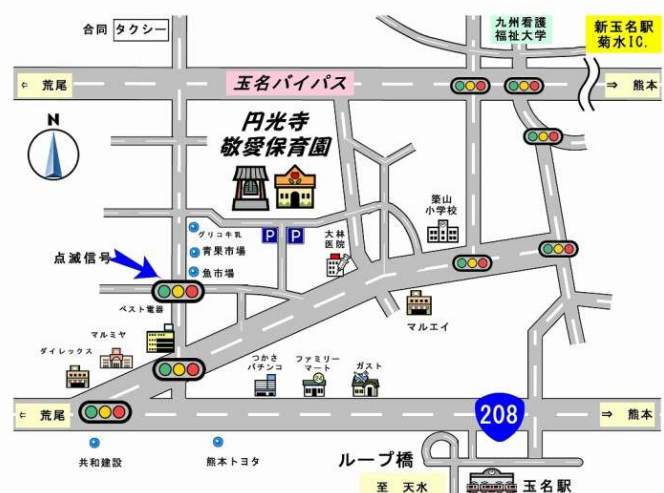 合同 タクシー
九州看護
福祉大学
新玉名駅
菊水IC.
⇐ 荒尾
玉名バイパス
⇒ 熊本
N
円光寺
敬愛保育園
築山
小学校
グリコ牛乳
P P
大林
医院
青果市場
点滅信号
魚市場
ベスト電器
マルエイ
マルミヤ
ダイレックス
つかさ
パチンコ
ファミリー
マート
ガスト
⇐ 荒尾
208
⇒ 熊本
共和建設
熊本トヨタ
ループ橋
至 天水
玉名駅